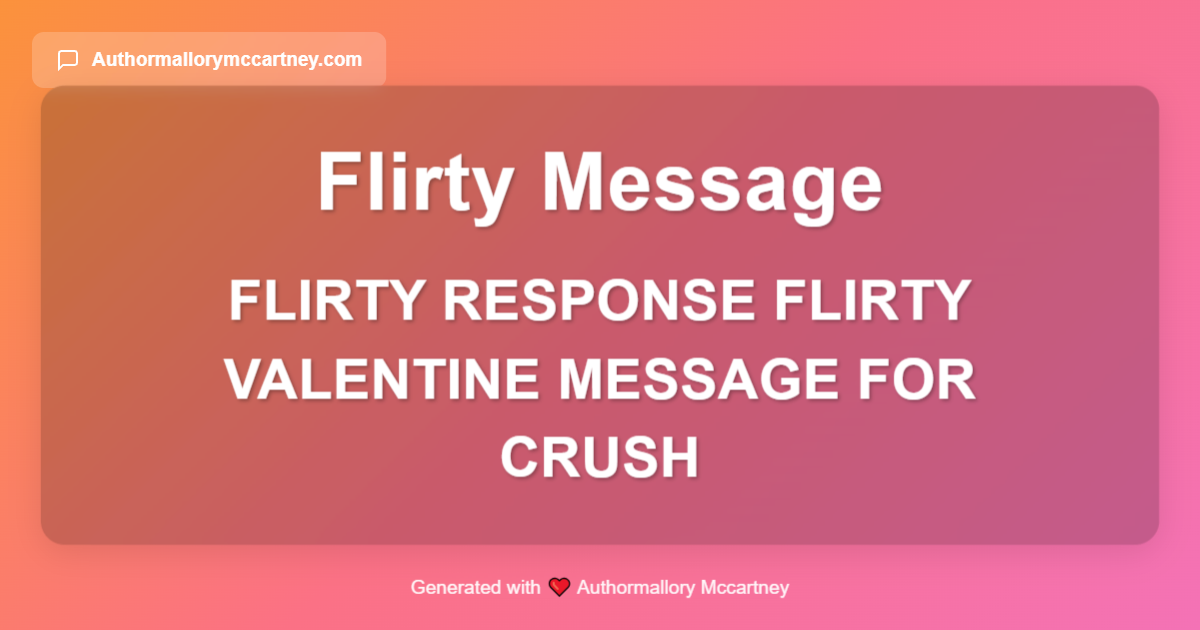 Authormallorymccartney.com
Flirty Message
FLIRTY RESPONSE FLIRTY
VALENTINE MESSAGE FOR
CRUSH
Generated with ❤️ Authormallory Mccartney